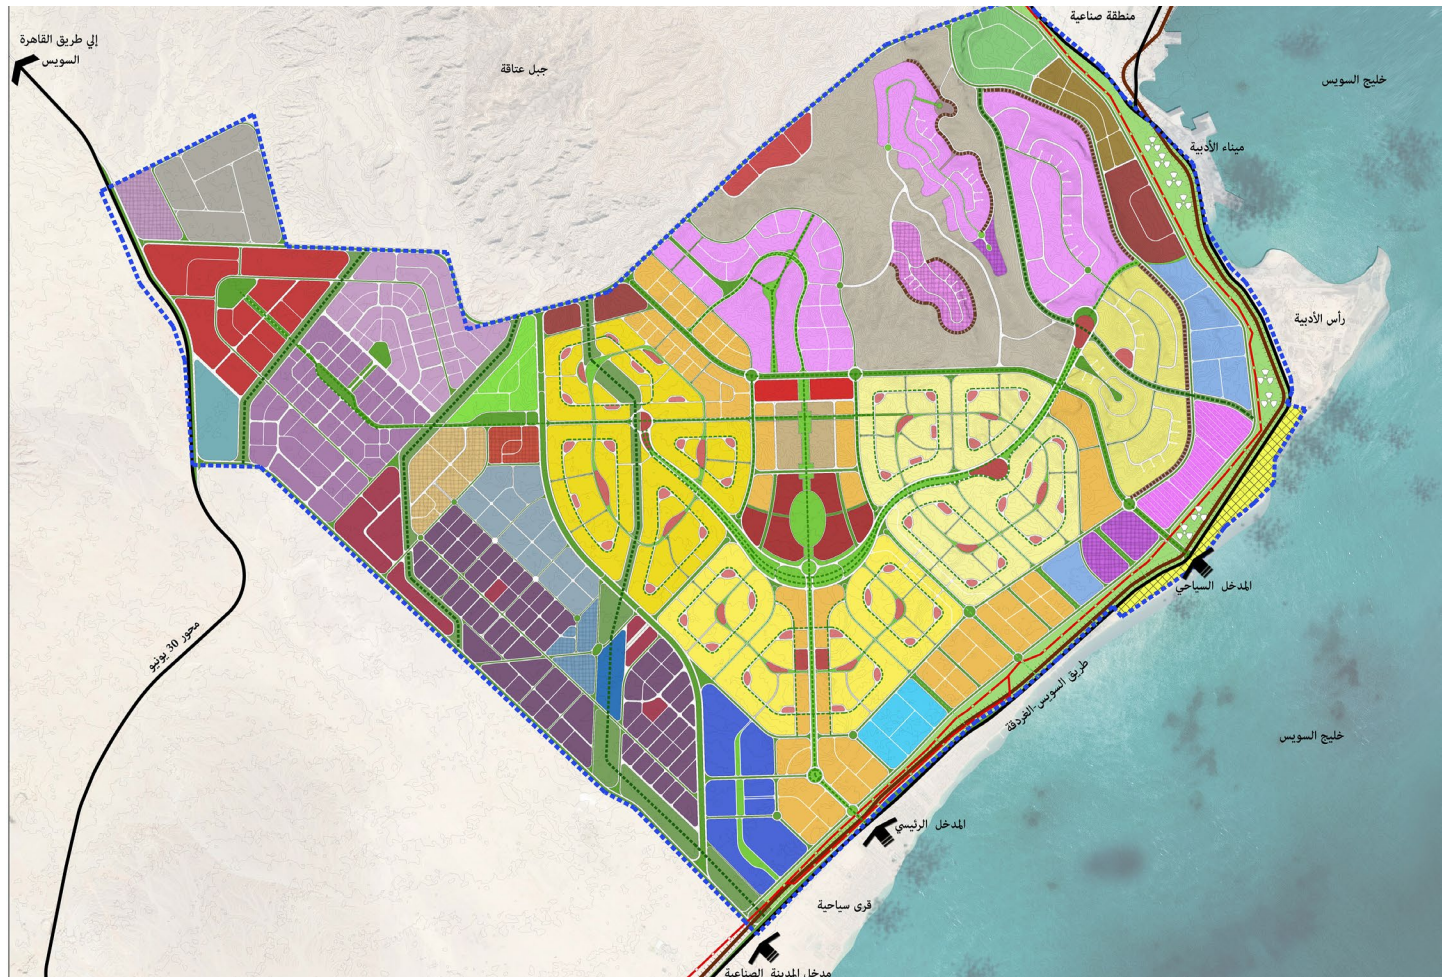 منطقة صناعية
إلي طريق القاهرة
السويس
جبل عتاقة
خليج السويس
ميناء الأدبية
رأس الأدبية
المدخل السياحي
محور 30 يونيو
طريق السويس-الغردقة
خليج السويس
المدخل الرئيسي
قرى سياحية
مدخل المدينة الصناعية